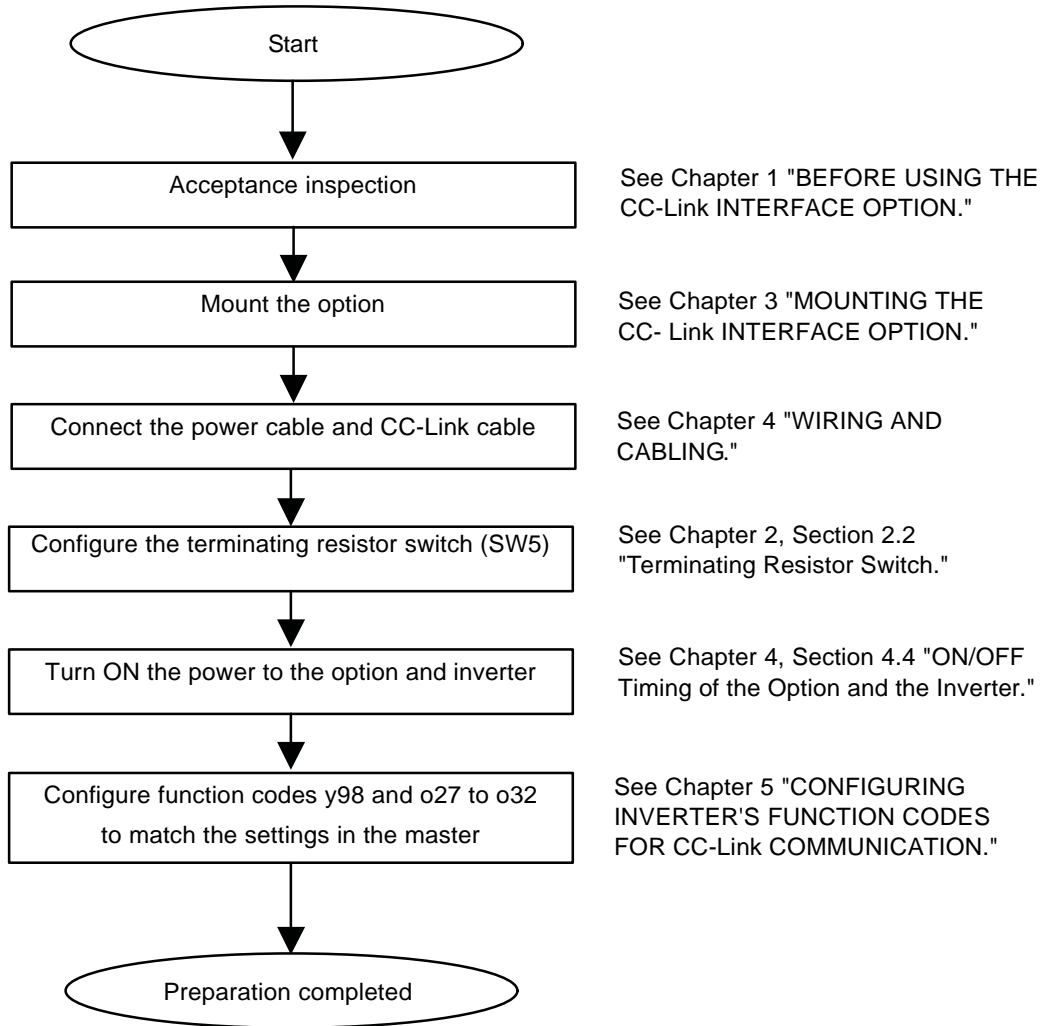 Start
Acceptance inspection
See Chapter 1 "BEFORE USING THE
CC-Link INTERFACE OPTION."
Mount the option
See Chapter 3 "MOUNTING THE
CC- Link INTERFACE OPTION."
Connect the power cable and CC-Link cable
See Chapter 4 "WIRING AND
CABLING."
Configure the terminating resistor switch (SW5)
See Chapter 2, Section 2.2
"Terminating Resistor Switch."
Turn ON the power to the option and inverter
See Chapter 4, Section 4.4 "ON/OFF
Timing of the Option and the Inverter."
Configure function codes y98 and o27 to o32
to match the settings in the master
See Chapter 5 "CONFIGURING
INVERTER'S FUNCTION CODES
FOR CC-Link COMMUNICATION."
Preparation completed